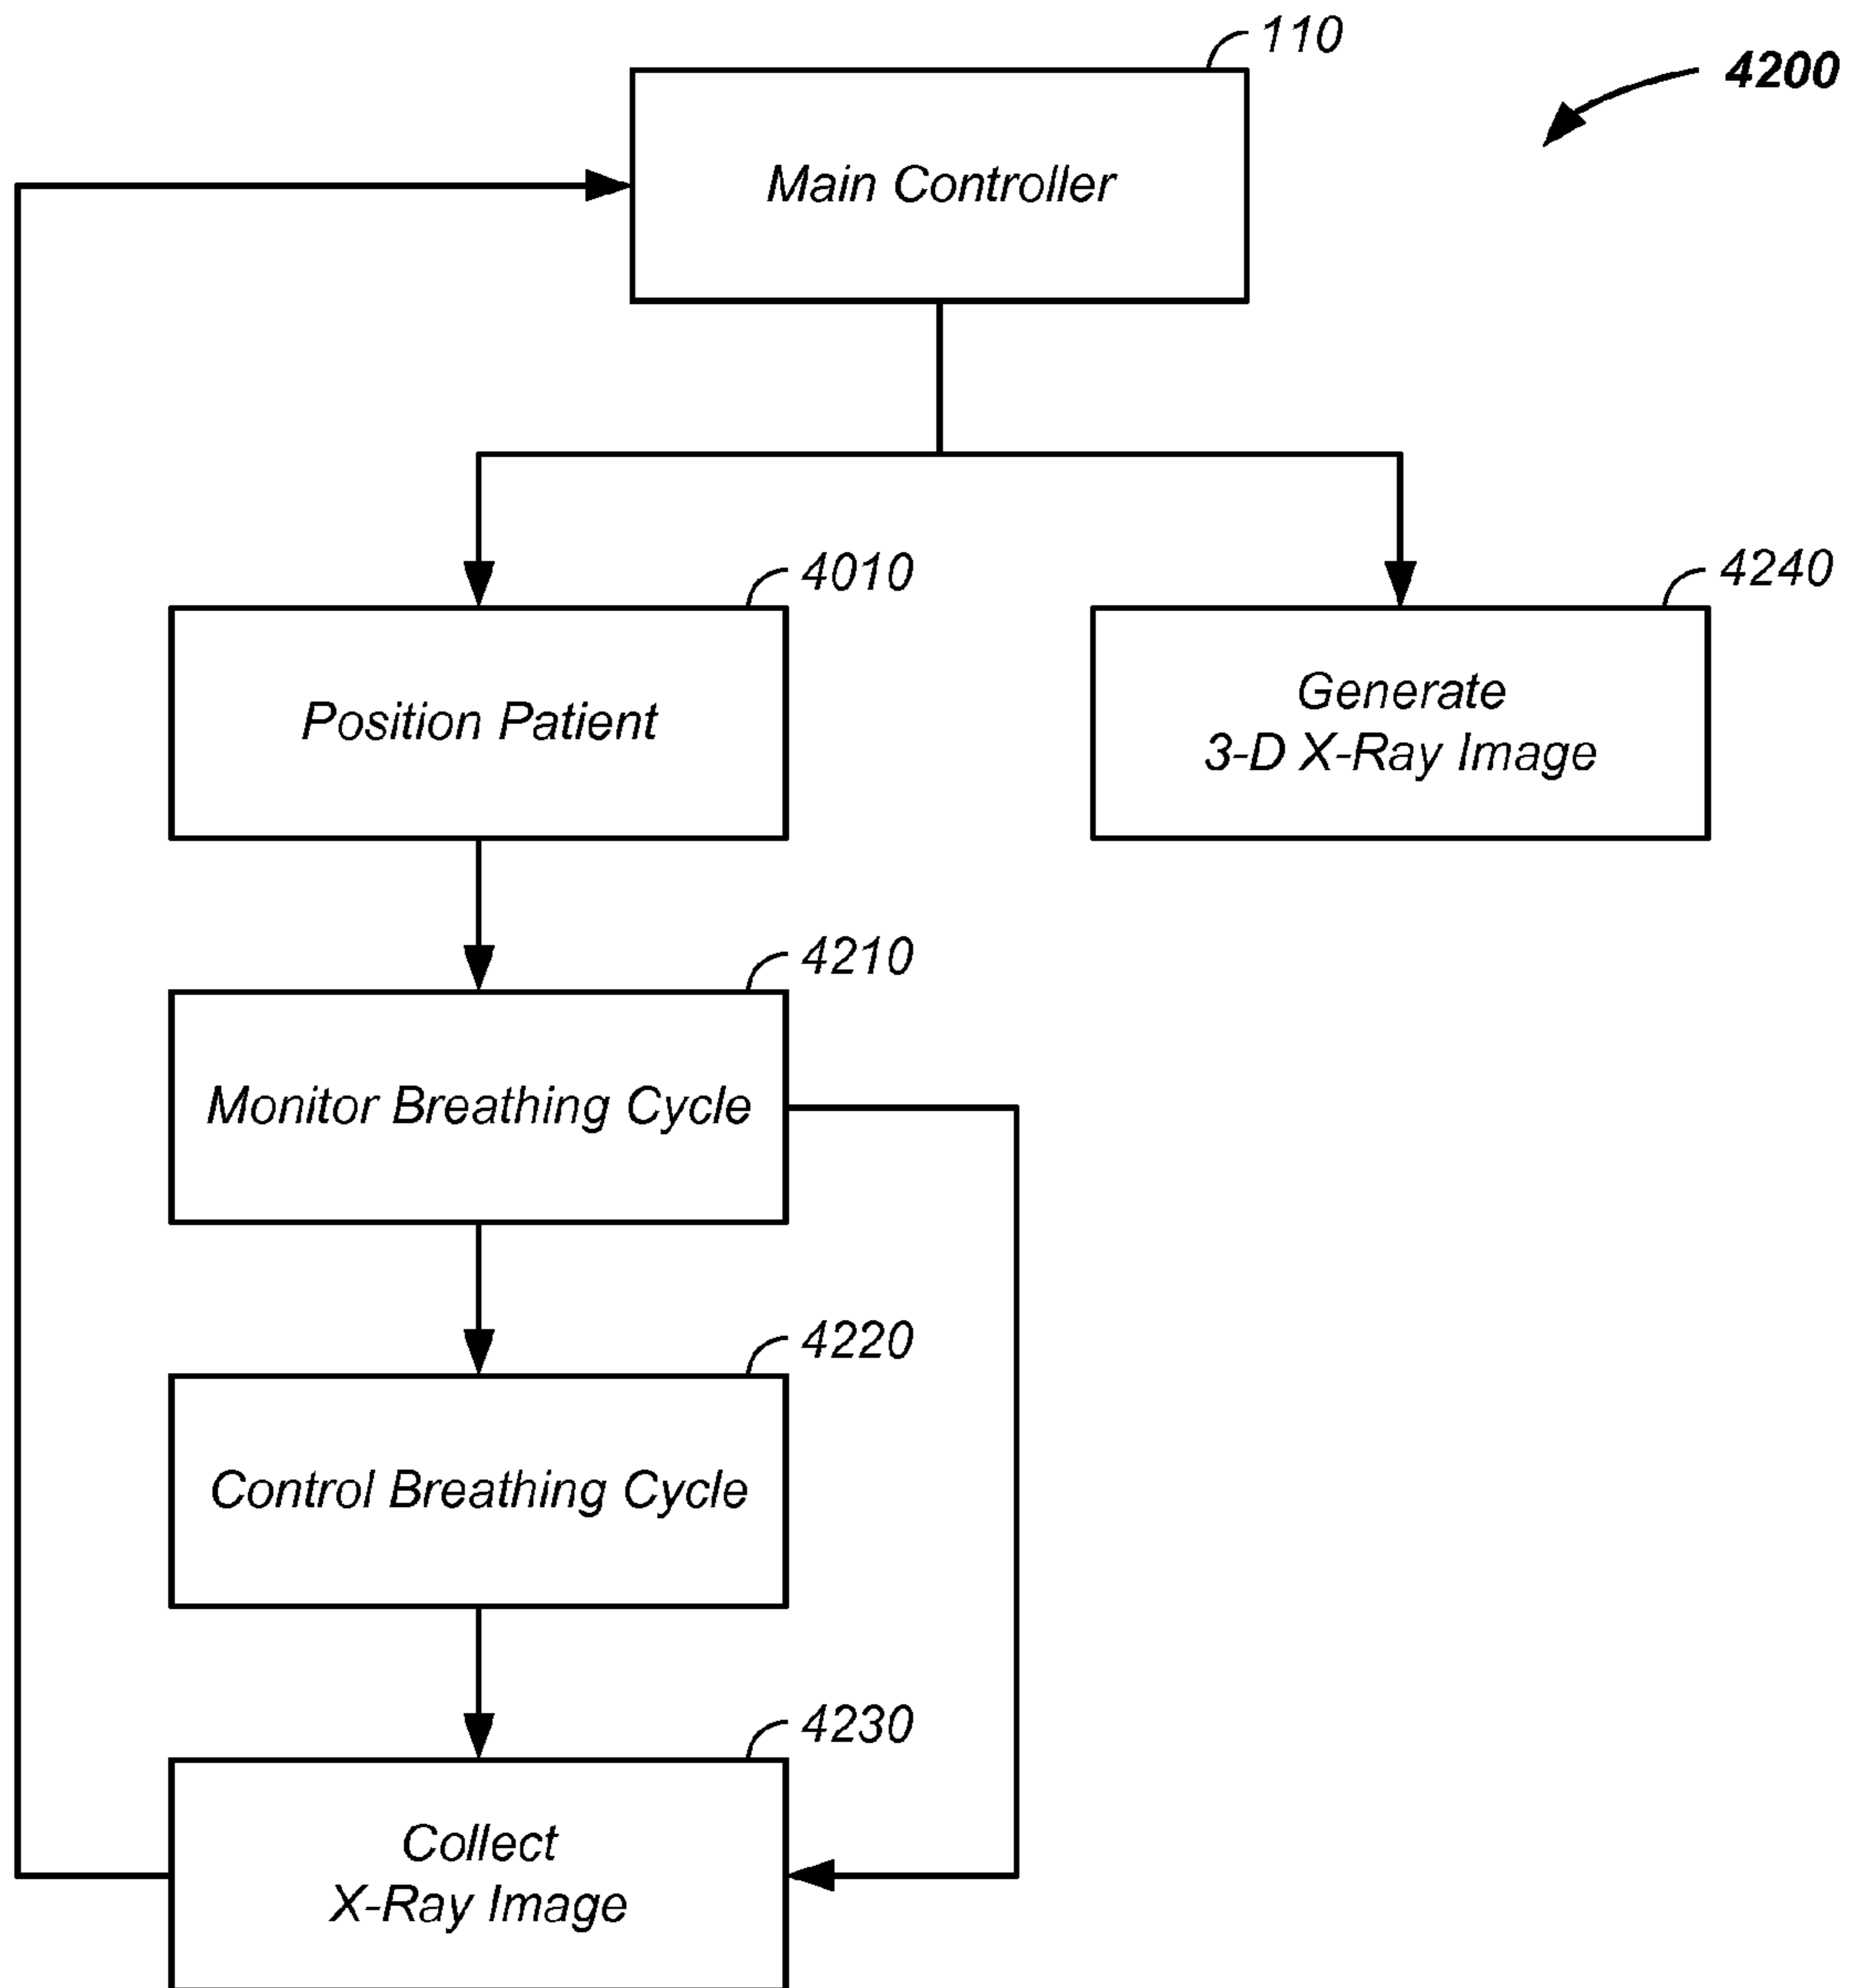 110
4200
Main Controller
4010
4240
Position Patient
Generate
3-D X-Ray Image
4210
Monitor Breathing Cycle
4220
Control Breathing Cycle
4230
Collect
X-Ray Image